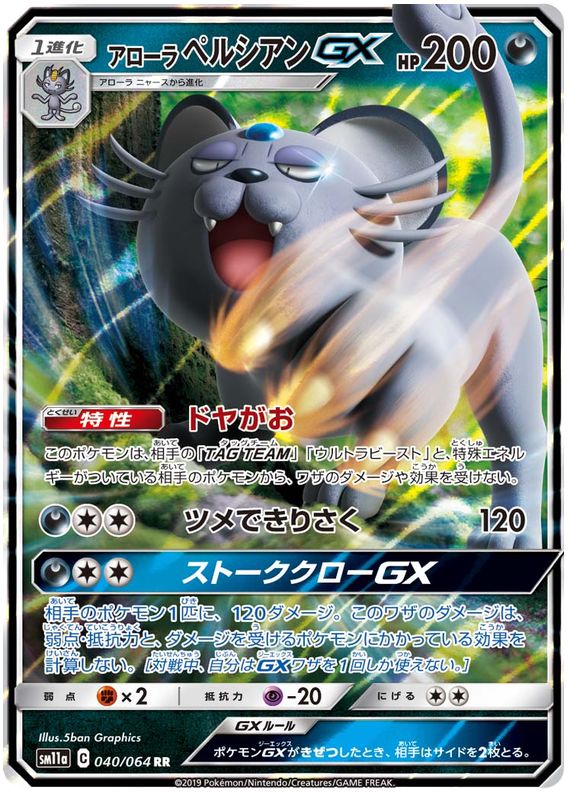 1進化
アローラ ペルシアンGX
HP200
アローラ ニャースから進化
とくせい
特性 ドヤがお
このポケモンは、相手の「TAG TEAM」「ウルトラビースト」と、特殊エネル
ギーがついている相手のポケモンから、ワザのダメージや効果を受けない。
ツメできりさく 120
ストーククローGX
相手のポケモン1匹に、120ダメージ。このワザのダメージは、
弱点・抵抗力と、ダメージを受けるポケモンにかかっている効果を
計算しない。[対戦中、自分はGXワザを1回しか使えない。]
弱点 ×2 抵抗力 -20 にげる
Illus.5ban Graphics
GXルール
sm11a C 040/064 RR
ポケモンGXがきぜつしたとき、相手はサイドを2枚とる。
©2019 Pokémon/Nintendo/Creatures/GAME FREAK.